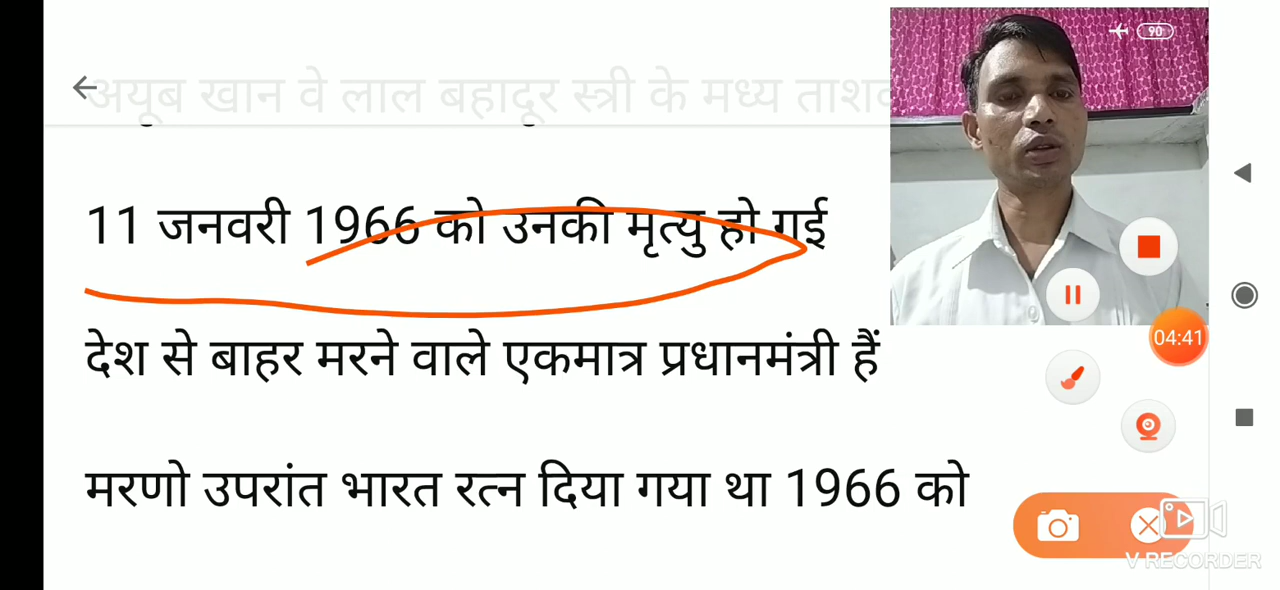 90
अयूब खान वे लाल बहादूर स्त्री के मध्य
11 जनवरी 1966 को उनकी मृत्यु हो गई
देश से बाहर मरने वाले एकमात्र प्रधानमंत्री हैं
04:41
मरणो उपरांत भारत रत्न दिया गया था 1966 को
V RECORDER